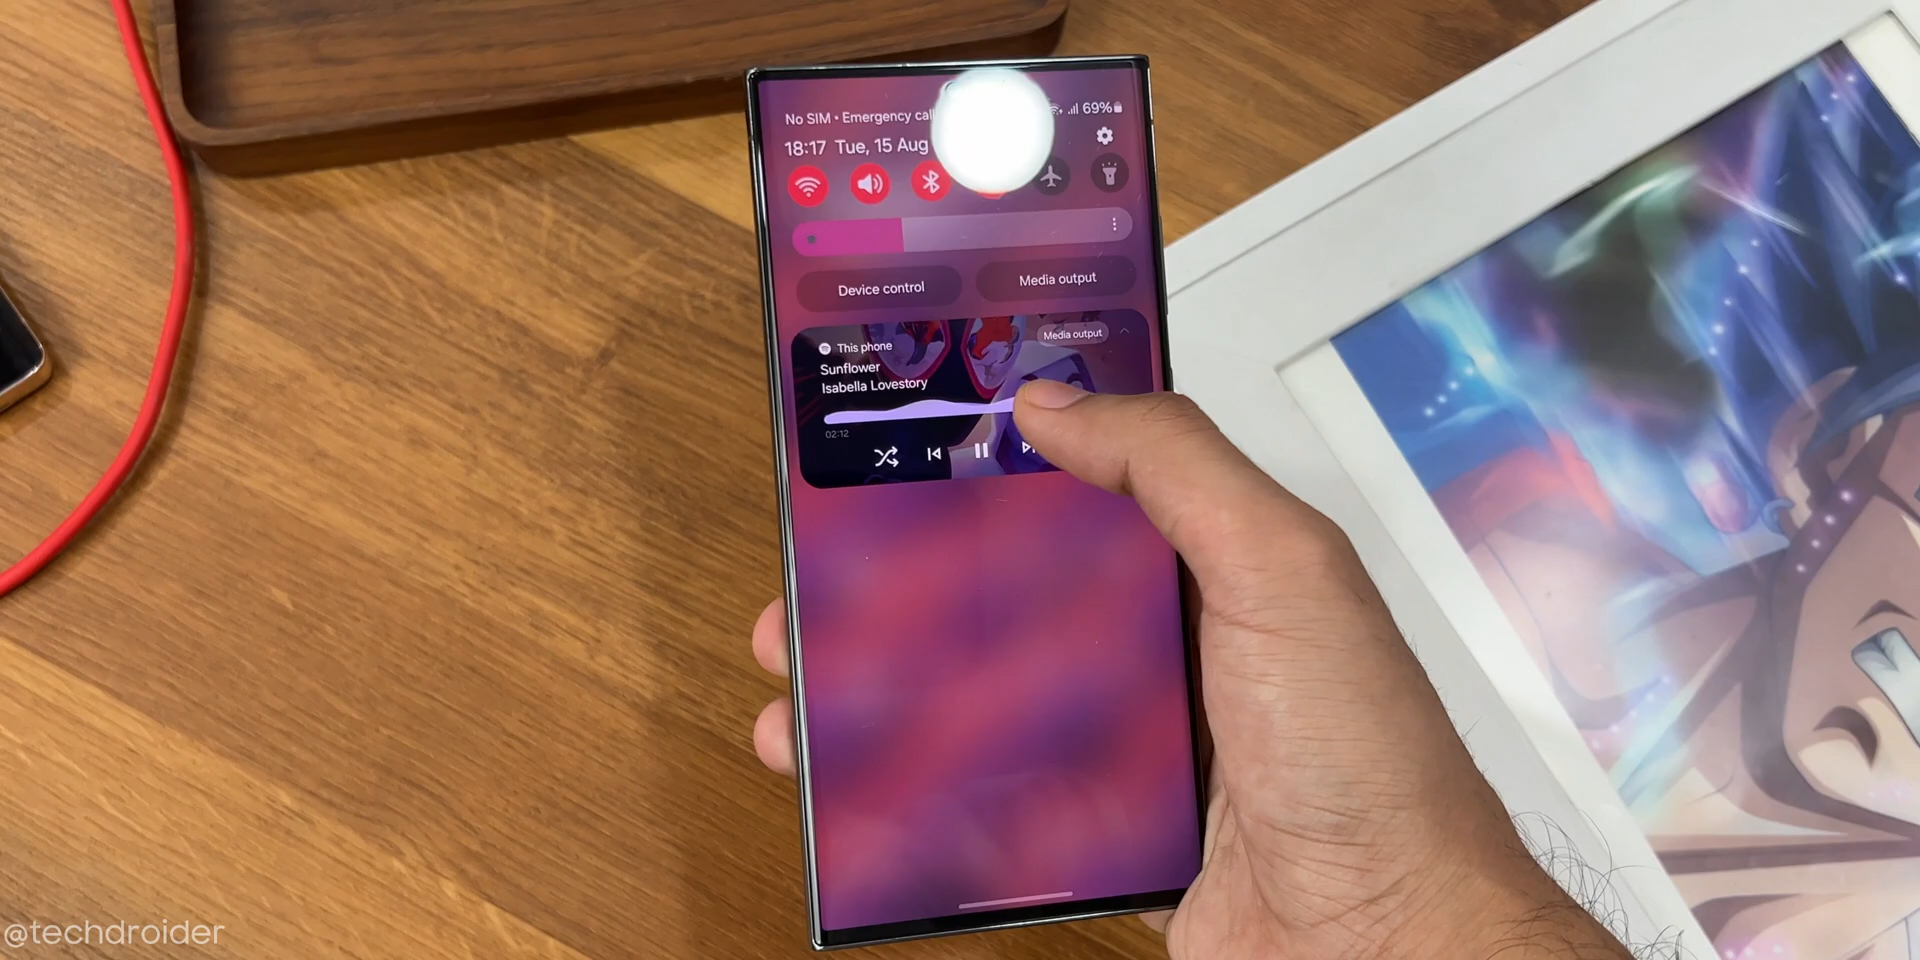 No SIM • Emergency cal
69%
18:17 Tue, 15 Aug
Device control
Media output
This phone
Media output
Sunflower
Isabella Lovestory
02:12
@techdroider